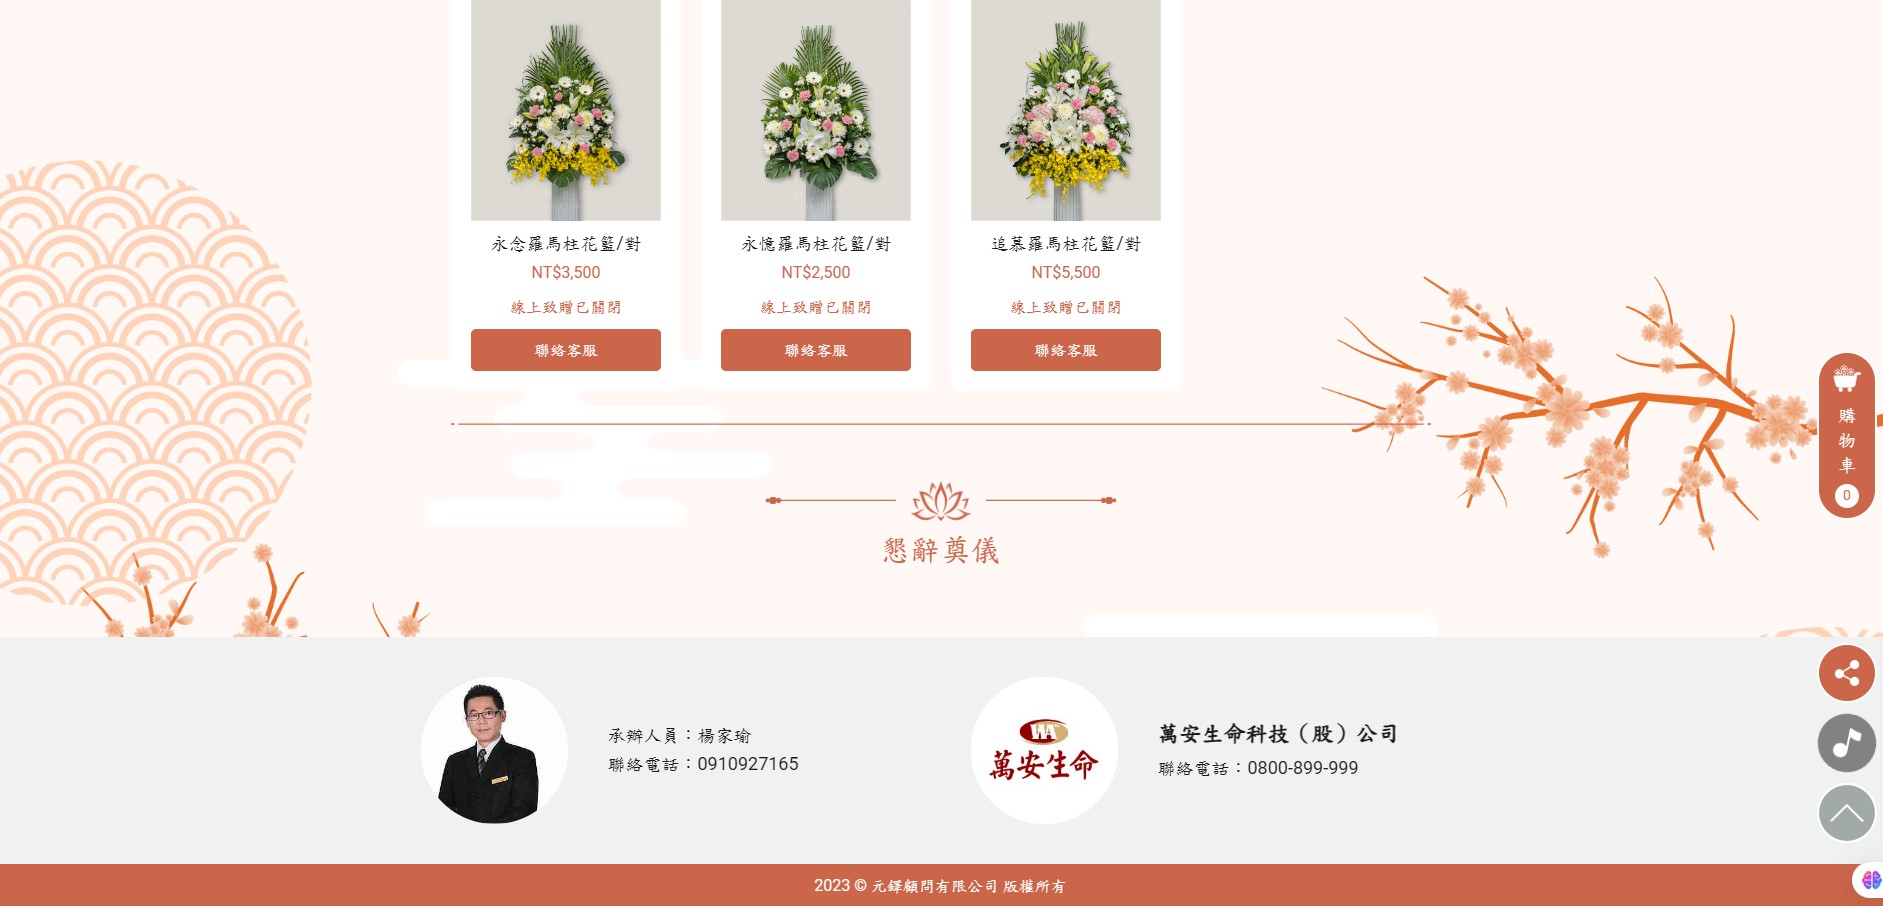 永念羅馬柱花籃/對
NT$3,500
線上致贈已關閉
聯絡客服
永憶羅馬柱花籃/對
NT$2,500
線上致贈已關閉
聯絡客服
追慕羅馬柱花籃/對
NT$5,500
線上致贈已關閉
聯絡客服
購物車
0
懇辭奠儀
承辦人員：楊家瑜
聯絡電話：0910927165
WA
萬安生命
萬安生命科技（股）公司
聯絡電話：0800-899-999
2023 © 元鐸顧問有限公司 版權所有